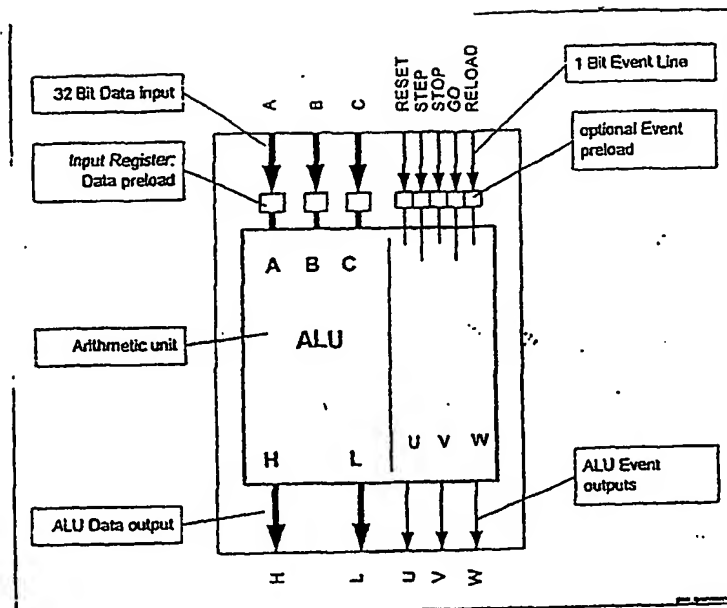 32 Bit Data input
A
B
C
RESET
STEP
STOP
GO
RELOAD
1 Bit Event Line
Input Register:
Data preload
optional Event
preload
A B C
Arithmetic unit
ALU
U V W
H L
ALU Data output
ALU Event
outputs
H
L
U
V
W